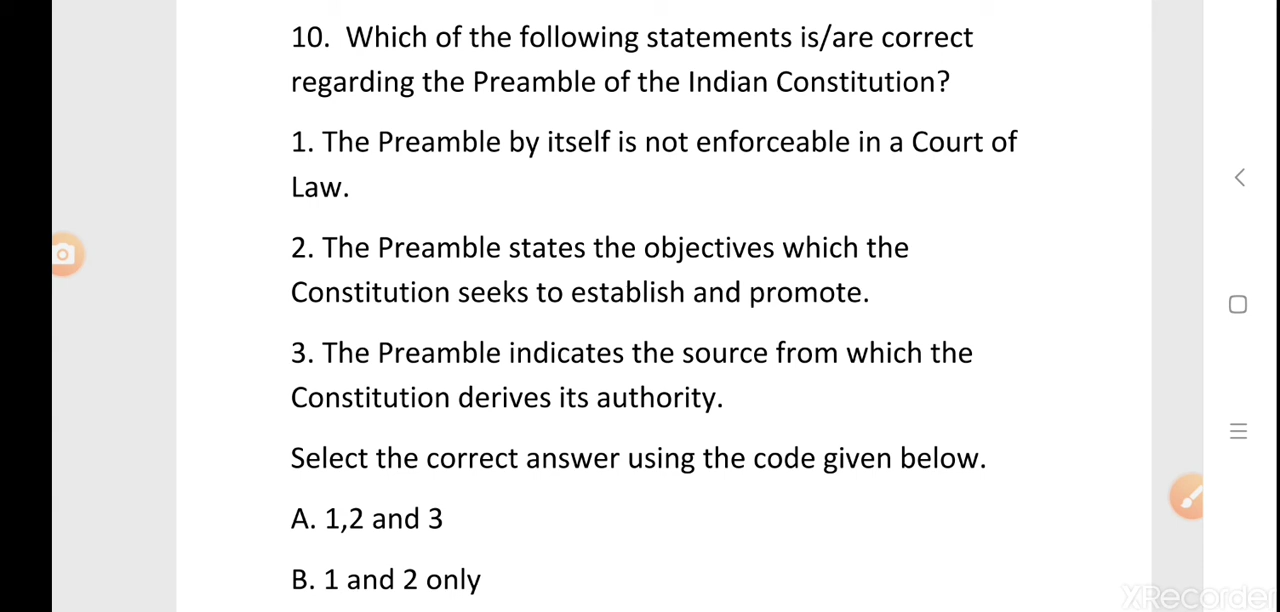 10.  Which of the following statements is/are correct
regarding the Preamble of the Indian Constitution?
1. The Preamble by itself is not enforceable in a Court of
Law.
2. The Preamble states the objectives which the
Constitution seeks to establish and promote.
3. The Preamble indicates the source from which the
Constitution derives its authority.
Select the correct answer using the code given below.
A. 1,2 and 3
B. 1 and 2 only
XRecorder